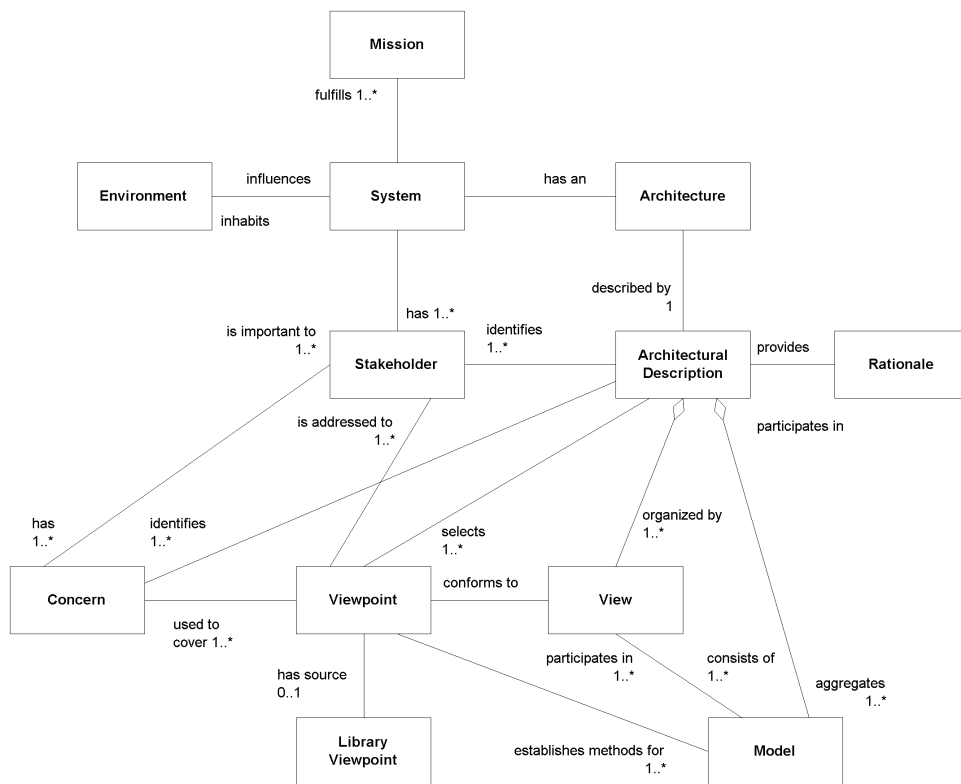 Mission
fulfills 1..*
influences
has an
Environment
System
Architecture
inhabits
described by
1
has 1..*
is important to
1..*
identifies
1..*
Stakeholder
Architectural
Description
provides
Rationale
is addressed to
1..*
participates in
has
1..*
identifies
1..*
selects
1..*
organized by
1..*
Concern
Viewpoint
conforms to
View
used to
cover 1..*
has source
0..1
participates in
1..*
consists of
1..*
aggregates
1..*
Library
Viewpoint
establishes methods for
1..*
Model